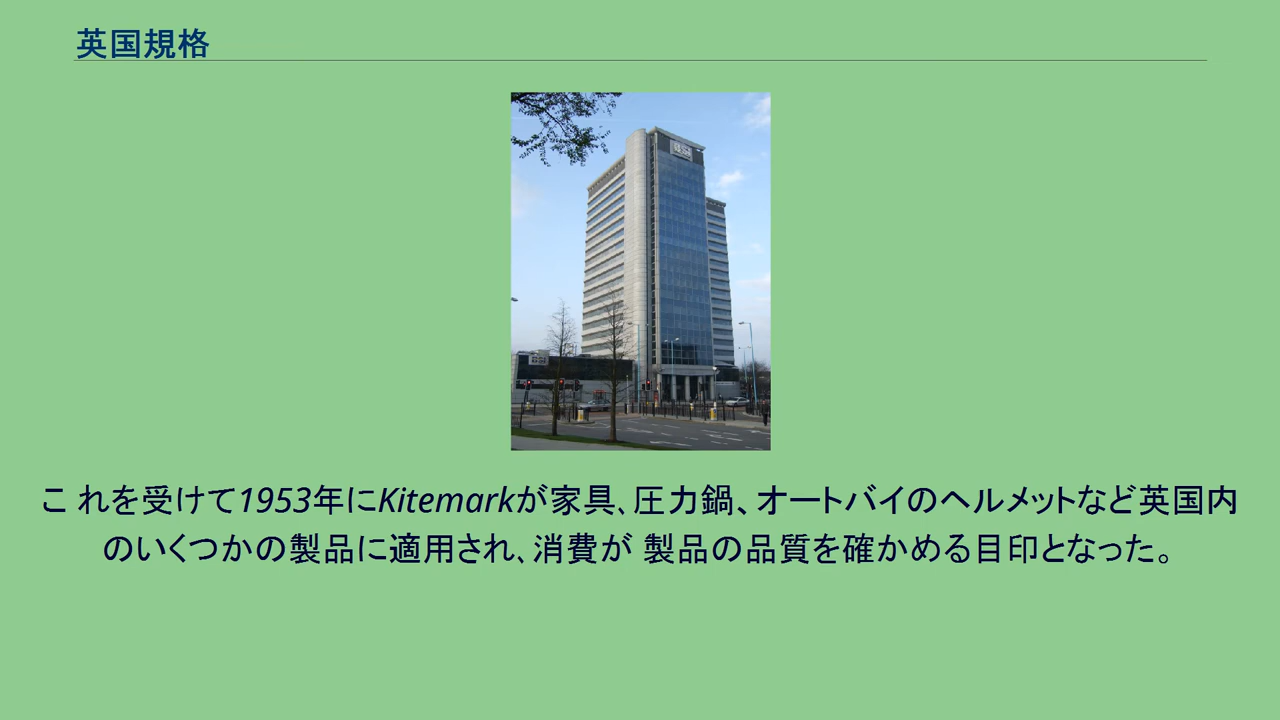 英国規格
BSI
これを受けて1953年にKitemarkが家具、圧力鍋、オートバイのヘルメットなど英国内
のいくつかの製品に適用され、消費が 製品の品質を確かめる目印となった。